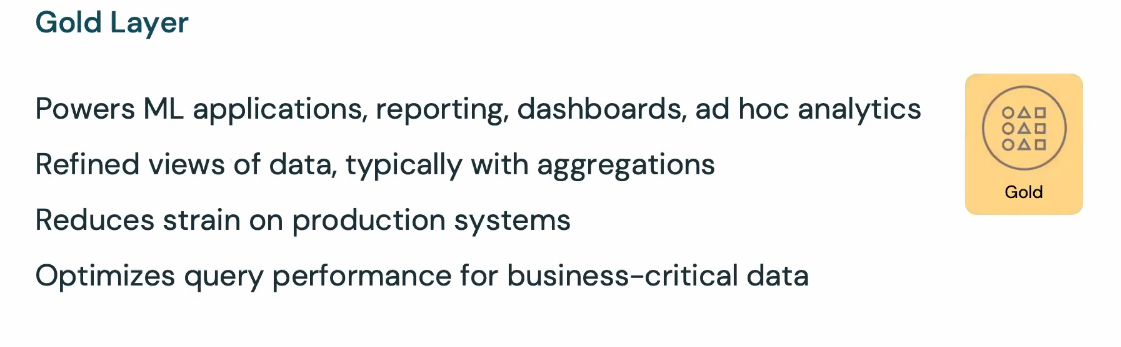 Gold Layer
Powers ML applications, reporting, dashboards, ad hoc analytics
Refined views of data, typically with aggregations
Reduces strain on production systems
Optimizes query performance for business-critical data
Gold